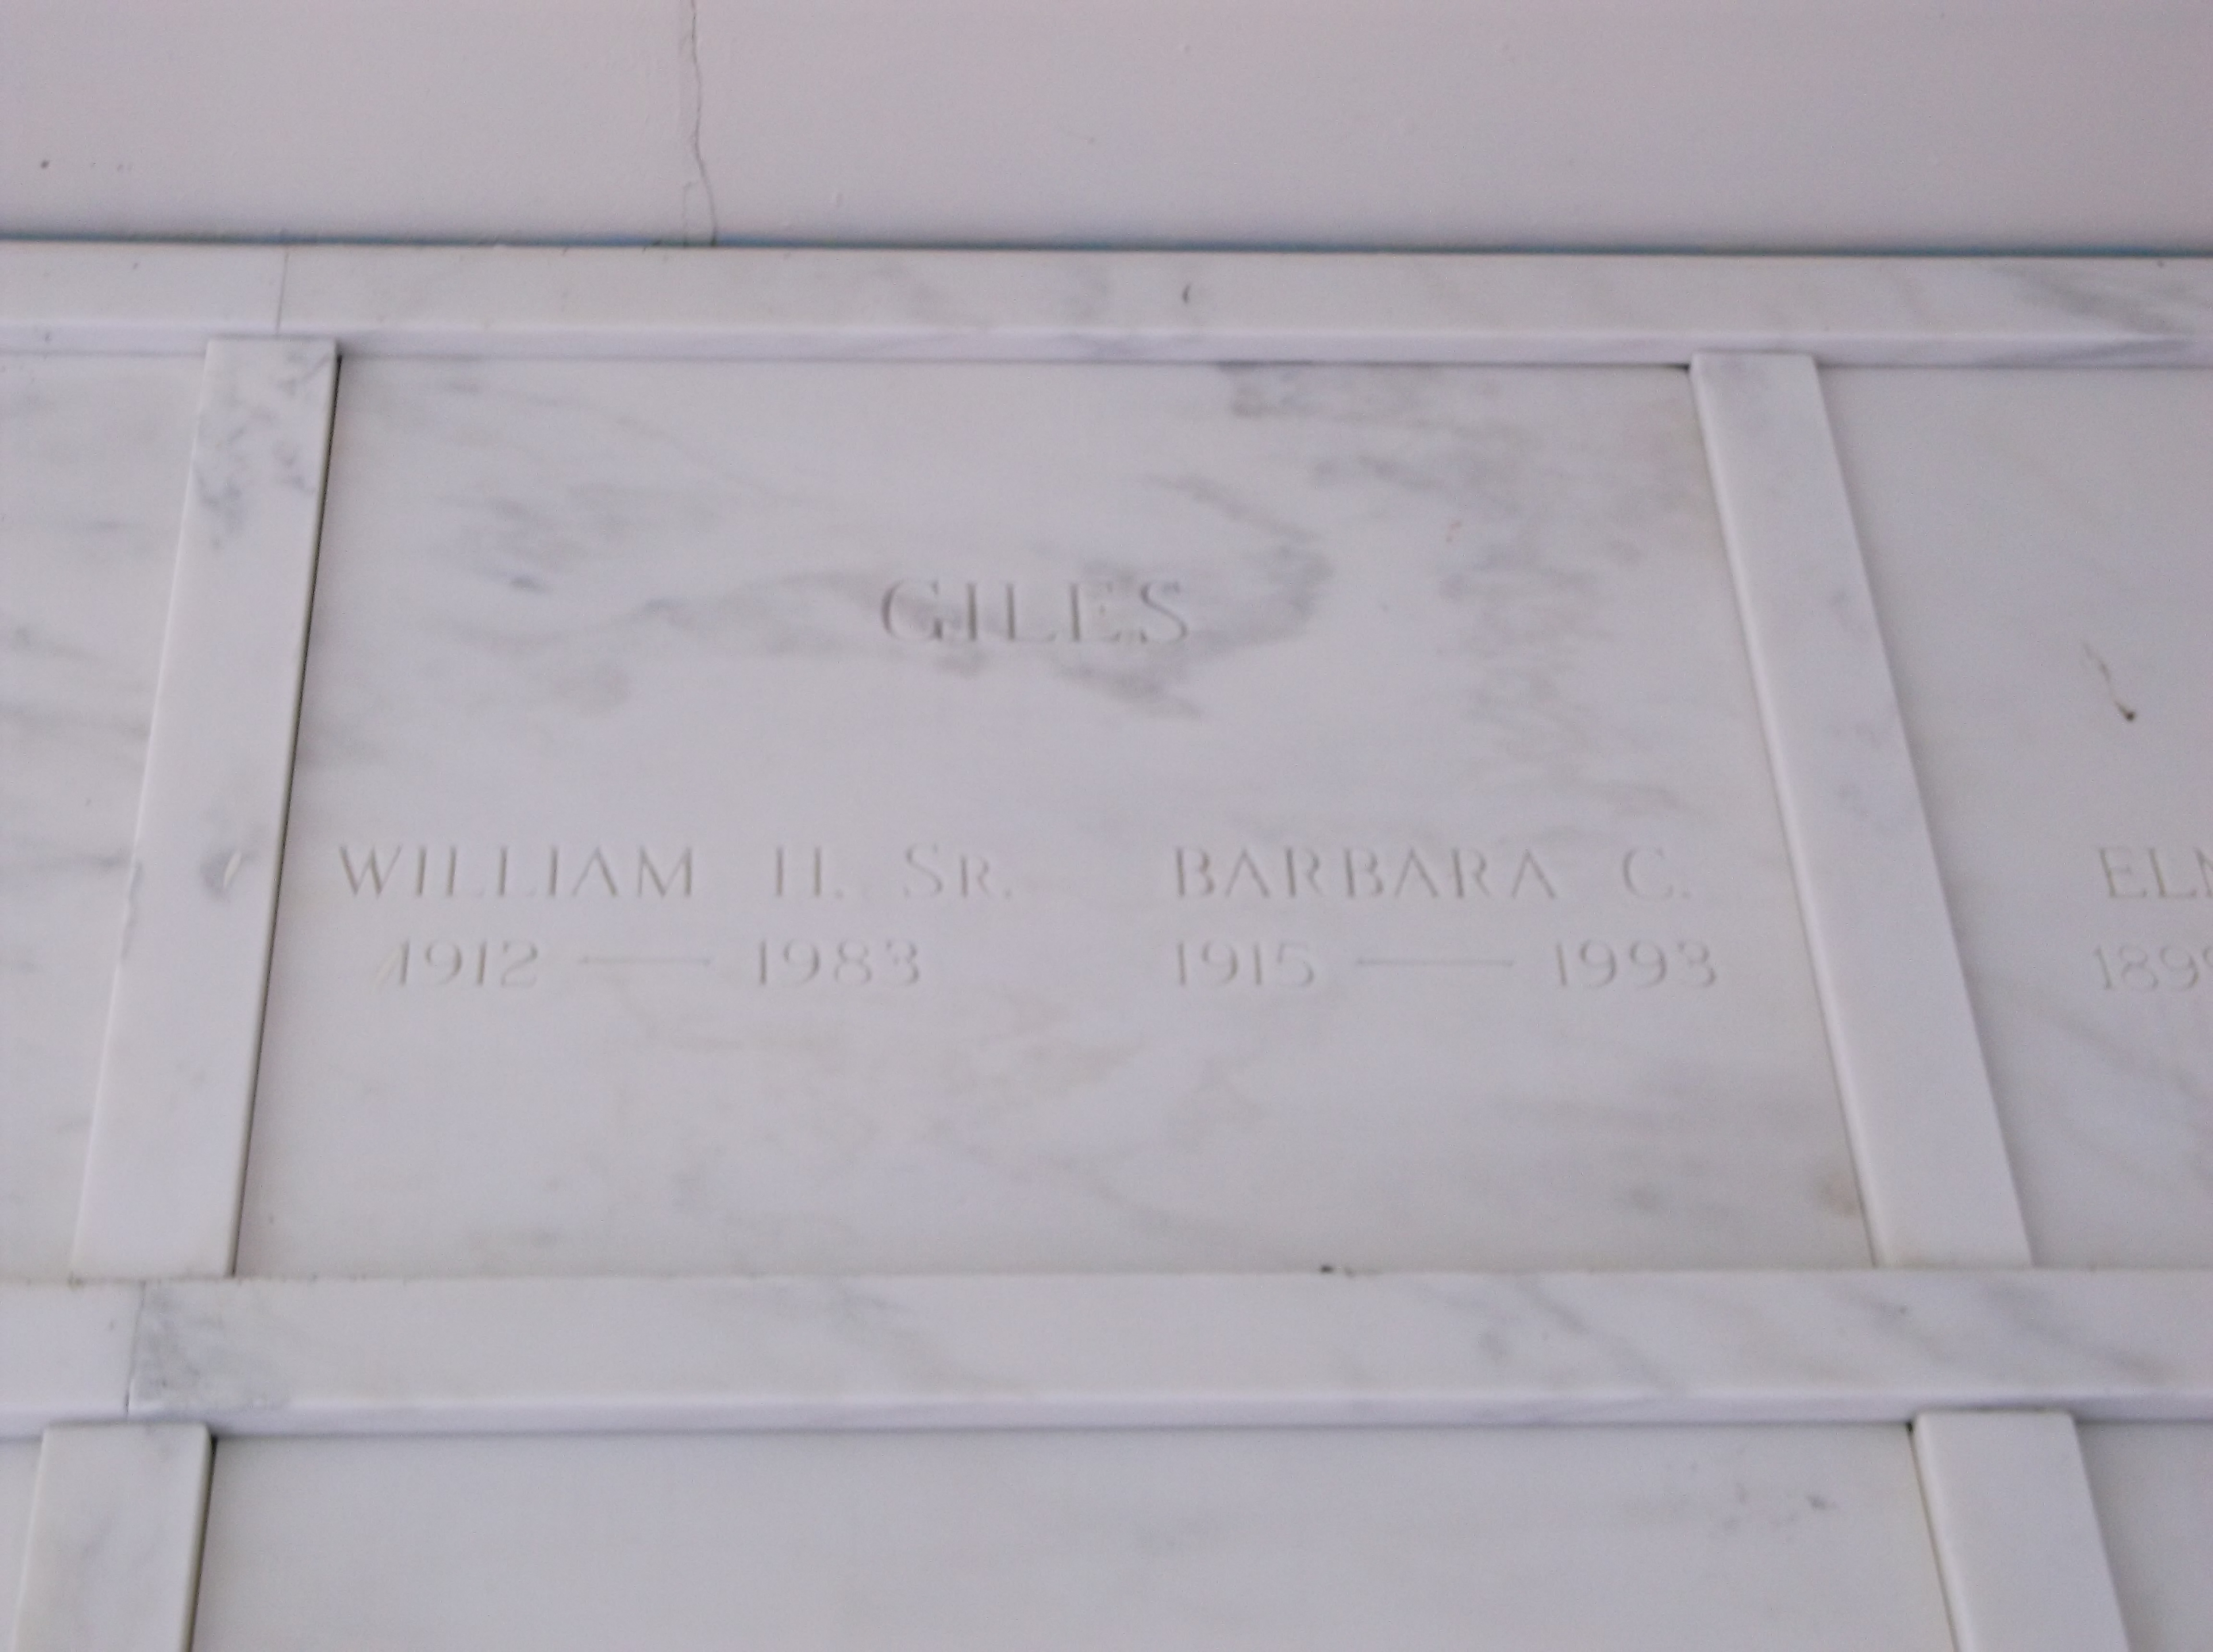 GILES
WILLIAM H. SR. BARBARA C.
1912 — 1983 1915 — 1993